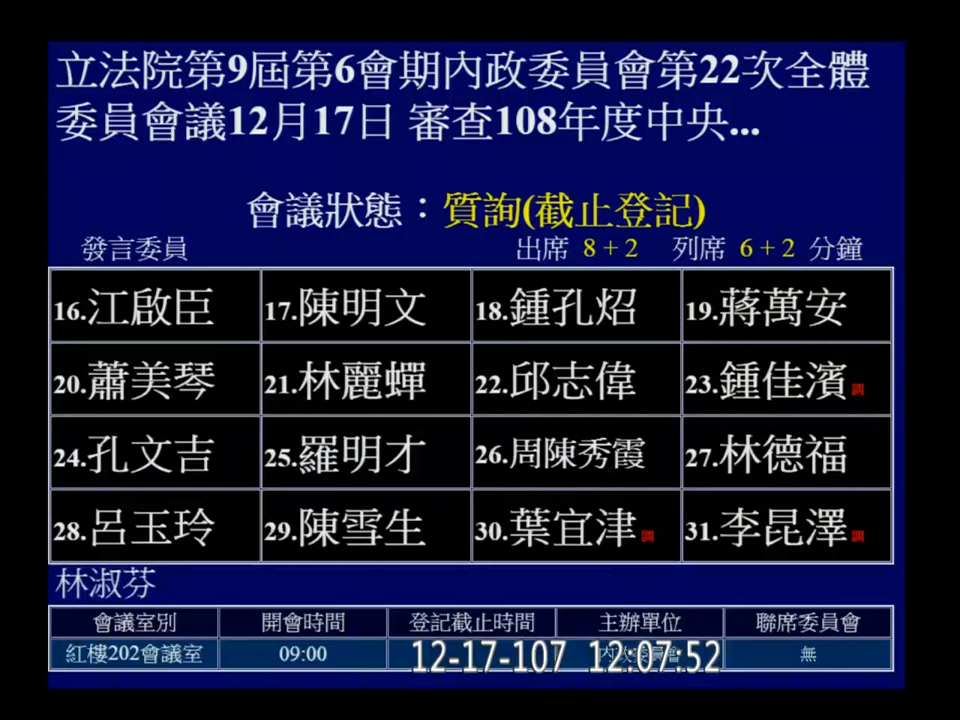 立法院第9屆第6會期內政委員會第22次全體
委員會議12月17日 審查108年度中央...
會議狀態：質詢(截止登記)
發言委員 出席 8 + 2 列席 6 + 2 分鐘
16.江啟臣 17.陳明文 18.鍾孔炤 19.蔣萬安
20.蕭美琴 21.林麗蟬 22.邱志偉 23.鍾佳濱
24.孔文吉 25.羅明才 26.周陳秀霞 27.林德福
28.呂玉玲 29.陳雪生 30.葉宜津 31.李昆澤
林淑芬
會議室別 開會時間 登記截止時間 主辦單位 聯席委員會
紅樓202會議室 09:00 無
12-17-107 12:07:52